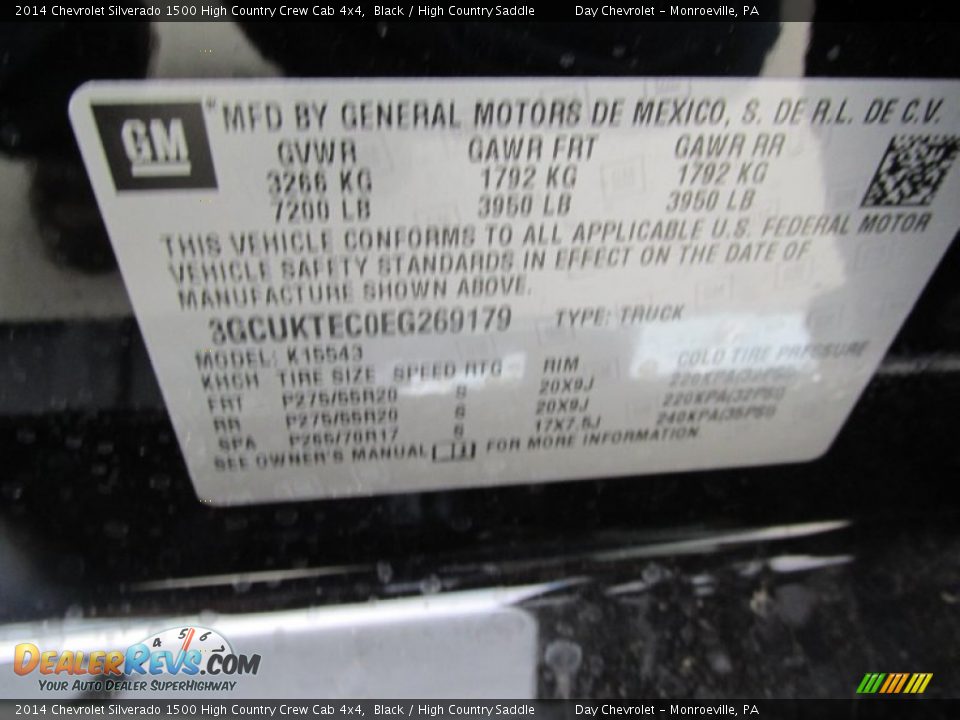 2014 Chevrolet Silverado 1500 High Country Crew Cab 4x4, Black / High Country Saddle Day Chevrolet - Monroeville, PA
GM
MFD BY GENERAL MOTORS DE MEXICO, S. DE R.L. DE C.V.
GVWR GAWR FRT GAWR RR
3266 KG 1792 KG 1792 KG
7200 LB 3950 LB 3950 LB
THIS VEHICLE CONFORMS TO ALL APPLICABLE U.S. FEDERAL MOTOR
VEHICLE SAFETY STANDARDS IN EFFECT ON THE DATE OF
MANUFACTURE SHOWN ABOVE.
3GCUKTEC0EG269179 TYPE: TRUCK
MODEL: K15543
KHCH TIRE SIZE SPEED RTG RIM COLD TIRE PRESSURE
FRT P275/55R20 S 20X9J 220KPA(32PSI)
RR P275/55R20 S 20X9J 220KPA(32PSI)
SPA P265/70R17 S 17X7.5J 240KPA(35PSI)
SEE OWNER'S MANUAL FOR MORE INFORMATION
4 5 6
DealerRevs.com
Your Auto Dealer SuperHighway
2014 Chevrolet Silverado 1500 High Country Crew Cab 4x4, Black / High Country Saddle Day Chevrolet - Monroeville, PA